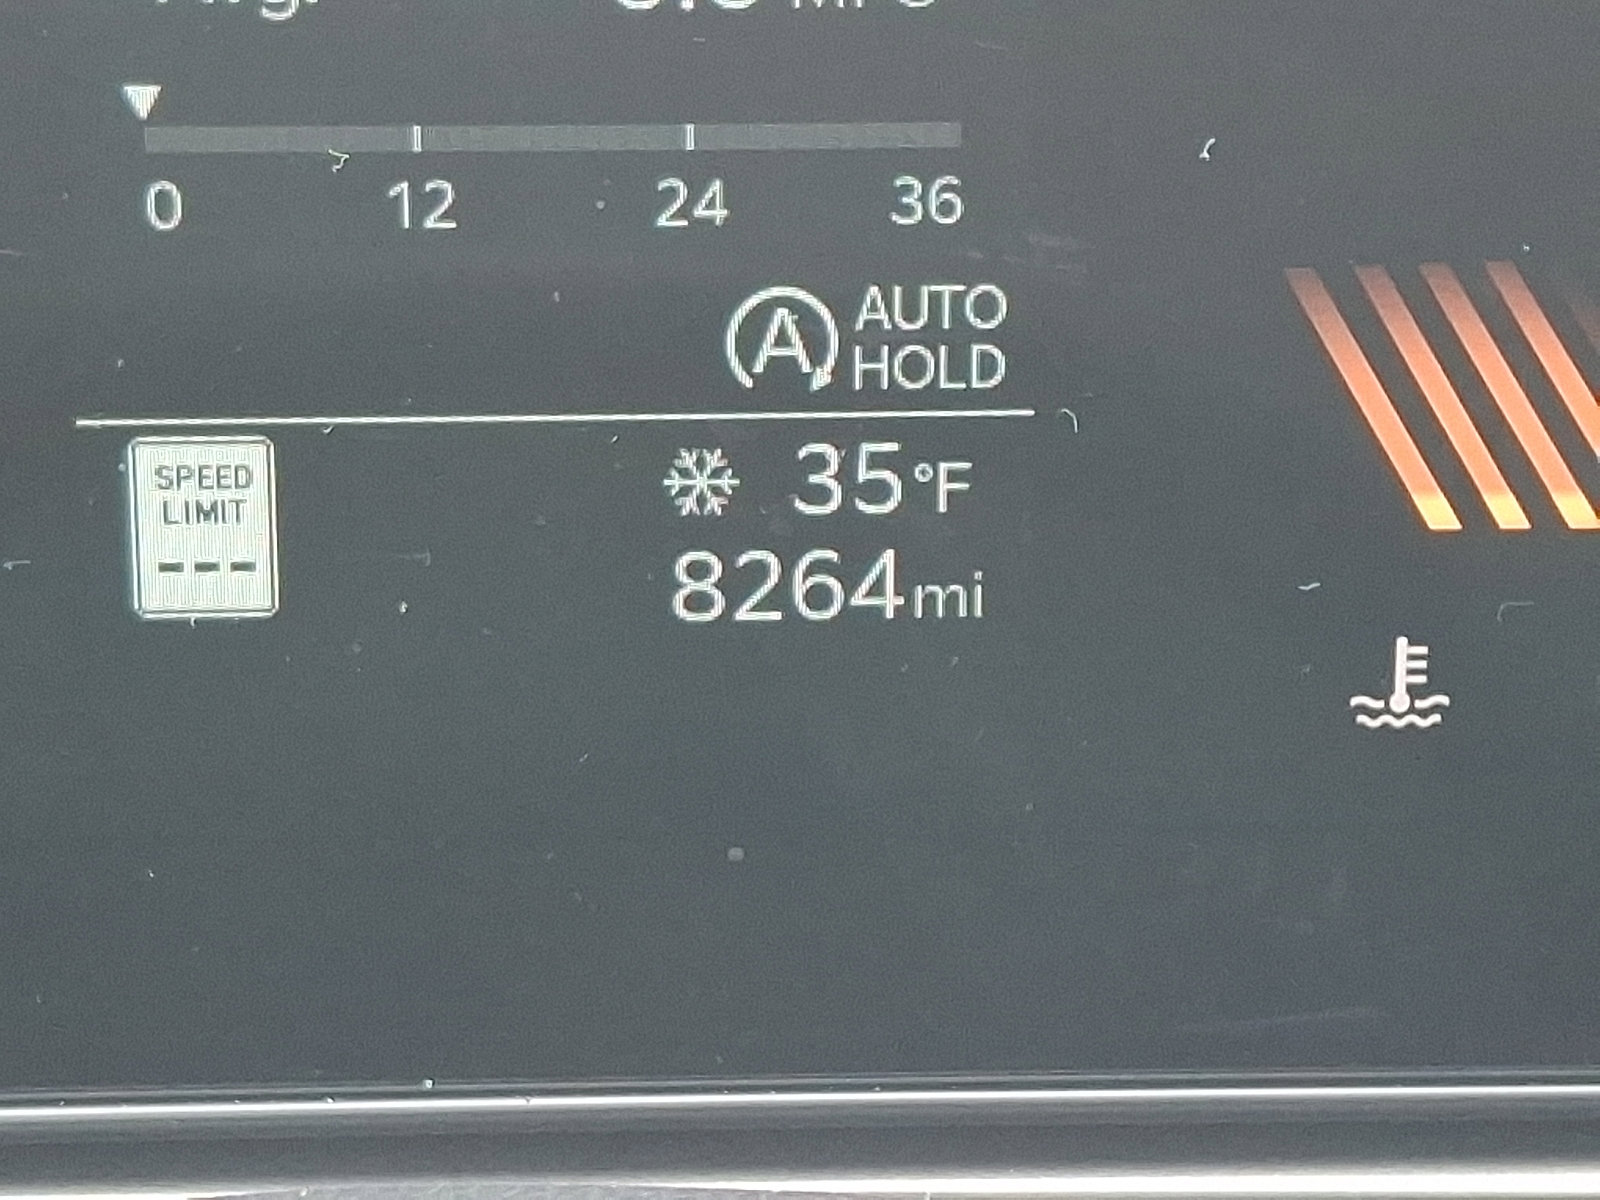 0 12 24 36
A AUTO
HOLD
SPEED
LIMIT
---
35°F
8264mi